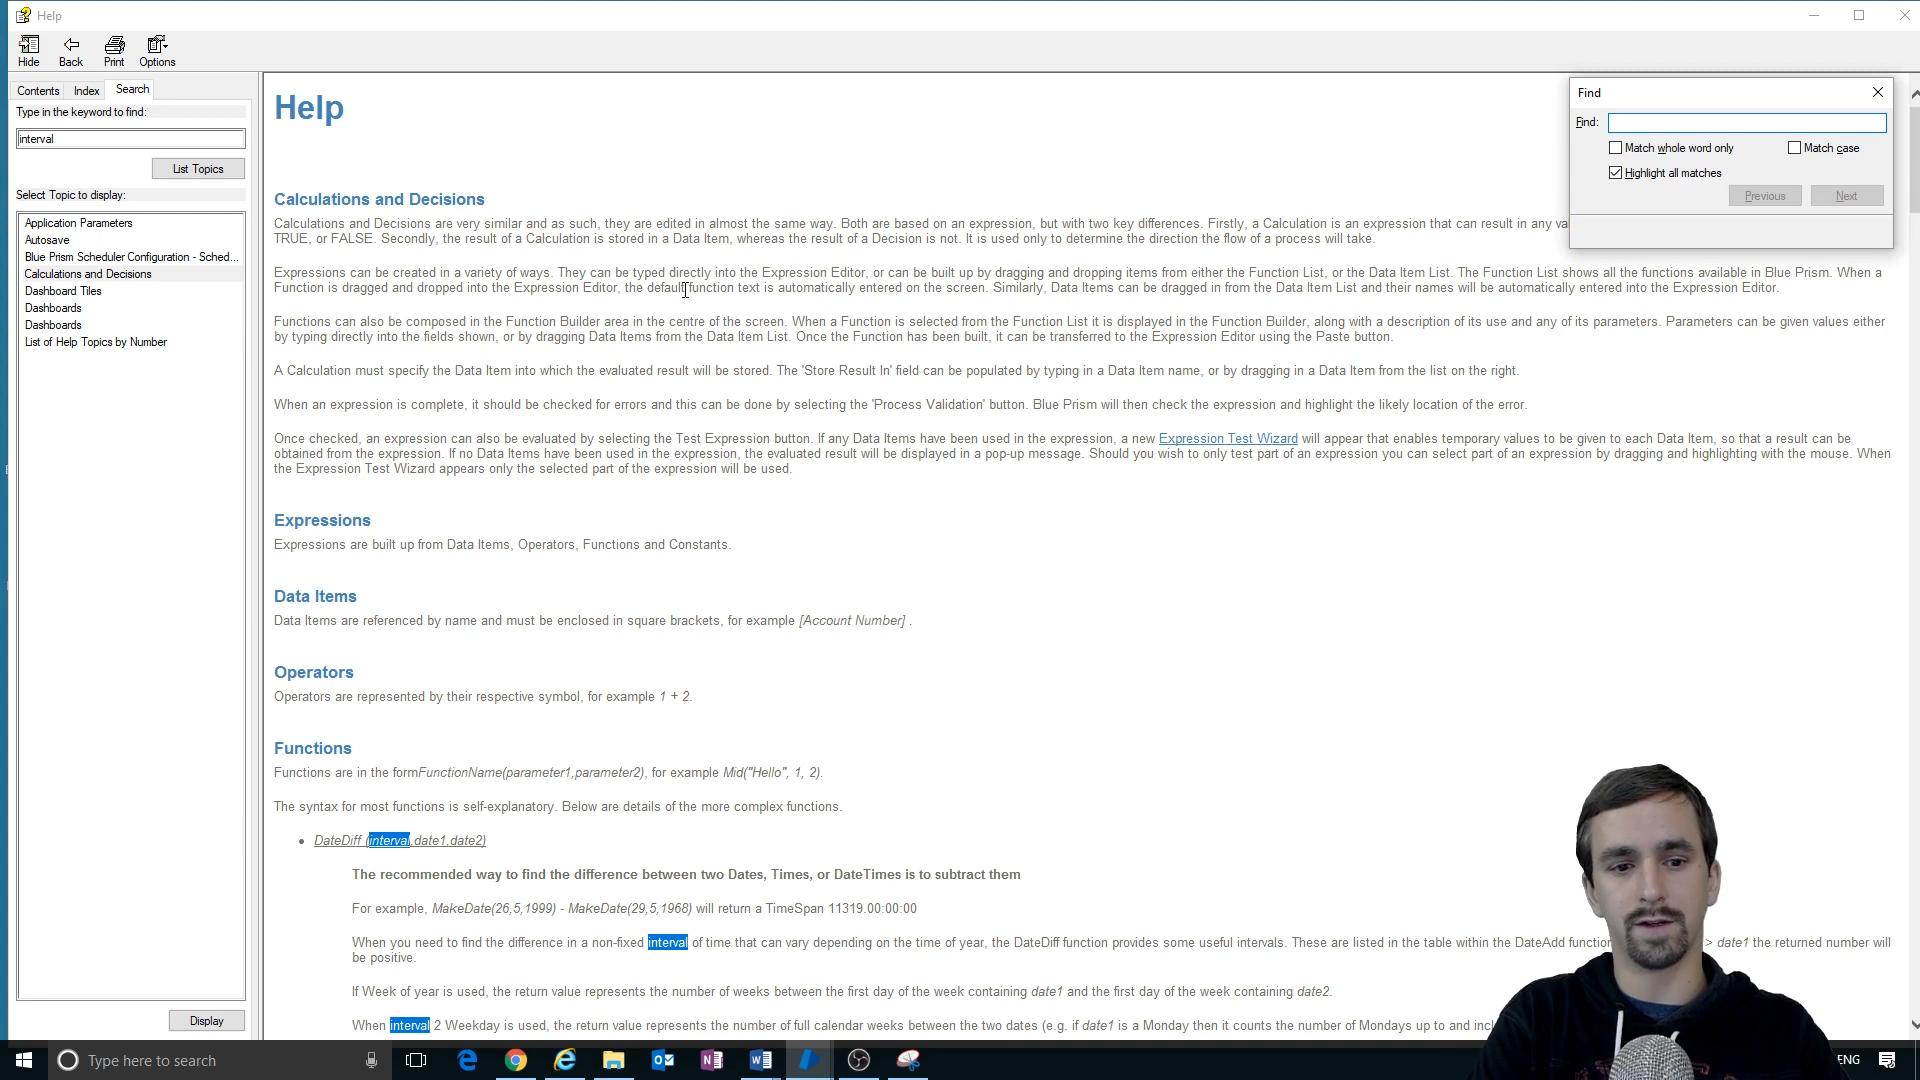 Help
Hide Back Print Options
Contents Index Search
Type in the keyword to find:
interval
List Topics
Select Topic to display:
Application Parameters
Autosave
Blue Prism Scheduler Configuration - Sched...
Calculations and Decisions
Dashboard Tiles
Dashboards
Dashboards
List of Help Topics by Number
Display
Help
Calculations and Decisions
Calculations and Decisions are very similar and as such, they are edited in almost the same way. Both are based on an expression, but with two key differences. Firstly, a Calculation is an expression that can result in any va
TRUE, or FALSE. Secondly, the result of a Calculation is stored in a Data Item, whereas the result of a Decision is not. It is used only to determine the direction the flow of a process will take.
Expressions can be created in a variety of ways. They can be typed directly into the Expression Editor, or can be built up by dragging and dropping items from either the Function List, or the Data Item List. The Function List shows all the functions available in Blue Prism. When a
Function is dragged and dropped into the Expression Editor, the default function text is automatically entered on the screen. Similarly, Data Items can be dragged in from the Data Item List and their names will be automatically entered into the Expression Editor.
Functions can also be composed in the Function Builder area in the centre of the screen. When a Function is selected from the Function List it is displayed in the Function Builder, along with a description of its use and any of its parameters. Parameters can be given values either
by typing directly into the fields shown, or by dragging Data Items from the Data Item List. Once the Function has been built, it can be transferred to the Expression Editor using the Paste button.
A Calculation must specify the Data Item into which the evaluated result will be stored. The 'Store Result In' field can be populated by typing in a Data Item name, or by dragging in a Data Item from the list on the right.
When an expression is complete, it should be checked for errors and this can be done by selecting the 'Process Validation' button. Blue Prism will then check the expression and highlight the likely location of the error.
Once checked, an expression can also be evaluated by selecting the Test Expression button. If any Data Items have been used in the expression, a new Expression Test Wizard will appear that enables temporary values to be given to each Data Item, so that a result can be
obtained from the expression. If no Data Items have been used in the expression, the evaluated result will be displayed in a pop-up message. Should you wish to only test part of an expression you can select part of an expression by dragging and highlighting with the mouse. When
the Expression Test Wizard appears only the selected part of the expression will be used.
Expressions
Expressions are built up from Data Items, Operators, Functions and Constants.
Data Items
Data Items are referenced by name and must be enclosed in square brackets, for example [Account Number] .
Operators
Operators are represented by their respective symbol, for example 1 + 2.
Functions
Functions are in the formFunctionName(parameter1,parameter2), for example Mid("Hello", 1, 2).
The syntax for most functions is self-explanatory. Below are details of the more complex functions.
• DateDiff (interval,date1,date2)
The recommended way to find the difference between two Dates, Times, or DateTimes is to subtract them
For example, MakeDate(26,5,1999) - MakeDate(29,5,1968) will return a TimeSpan 11319.00:00:00
When you need to find the difference in a non-fixed interval of time that can vary depending on the time of year, the DateDiff function provides some useful intervals. These are listed in the table within the DateAdd function > date1 the returned number will
be positive.
If Week of year is used, the return value represents the number of weeks between the first day of the week containing date1 and the first day of the week containing date2.
When interval 2 Weekday is used, the return value represents the number of full calendar weeks between the two dates (e.g. if date1 is a Monday then it counts the number of Mondays up to and incl
Find
Find:
Match whole word only Match case
Highlight all matches
Previous Next
Type here to search
ENG